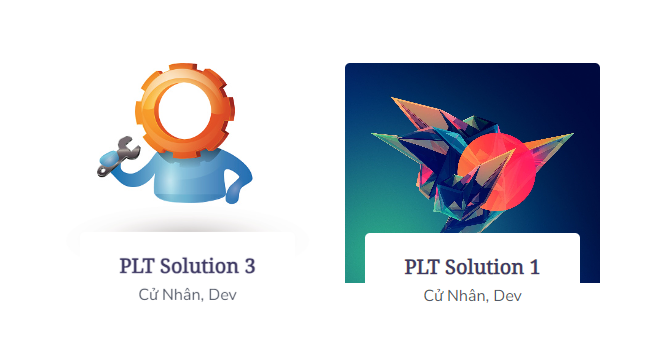 PLT Solution 3
Cử Nhân, Dev
PLT Solution 1
Cử Nhân, Dev